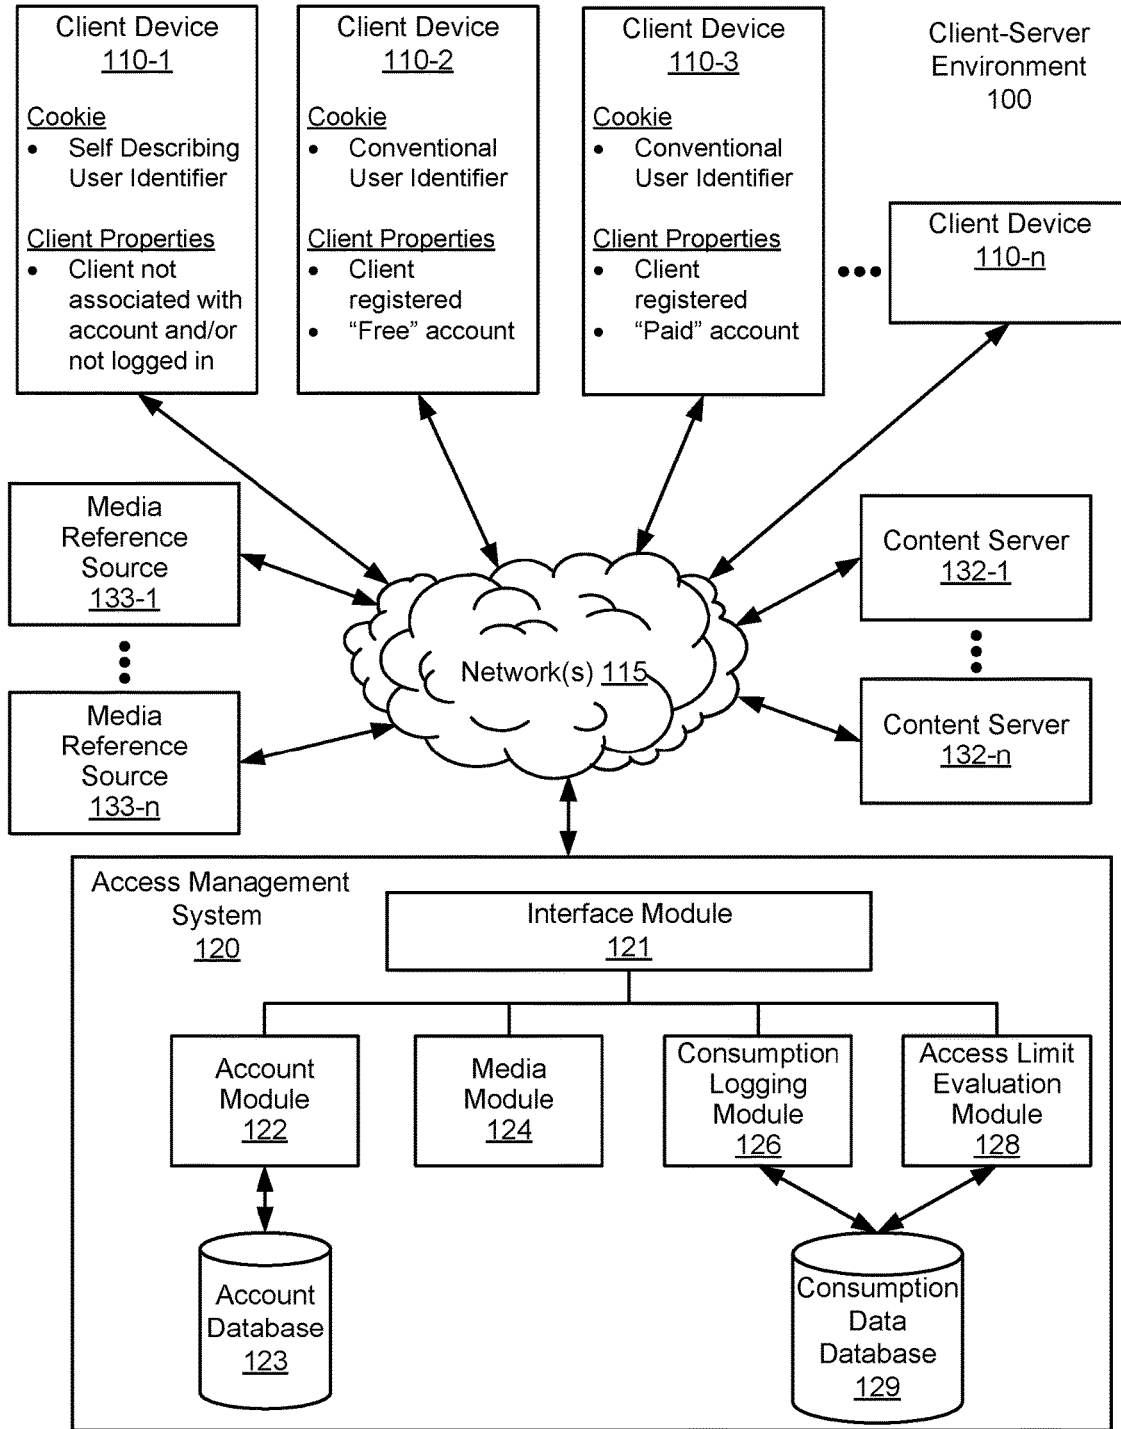 Client Device
110-1
Cookie
• Self Describing
User Identifier
Client Properties
• Client not
associated with
account and/or
not logged in
Client Device
110-2
Cookie
• Conventional
User Identifier
Client Properties
• Client
registered
• “Free” account
Client Device
110-3
Cookie
• Conventional
User Identifier
Client Properties
• Client
registered
• “Paid” account
Client-Server
Environment
100
Client Device
110-n
Media
Reference
Source
133-1
Media
Reference
Source
133-n
Network(s) 115
Content Server
132-1
Content Server
132-n
Access Management
System
120
Interface Module
121
Account
Module
122
Media
Module
124
Consumption
Logging
Module
126
Access Limit
Evaluation
Module
128
Account
Database
123
Consumption
Data
Database
129